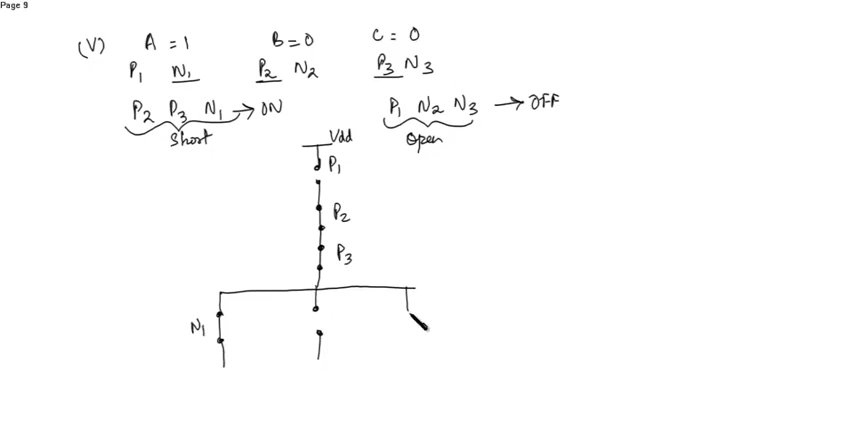 Page 9
(V) A = 1 B = 0 C = 0
P1 N1 P2 N2 P3 N3
P2 P3 N1 → ON P1 N2 N3 → OFF
Short Open
Vdd
P1
P2
P3
N1